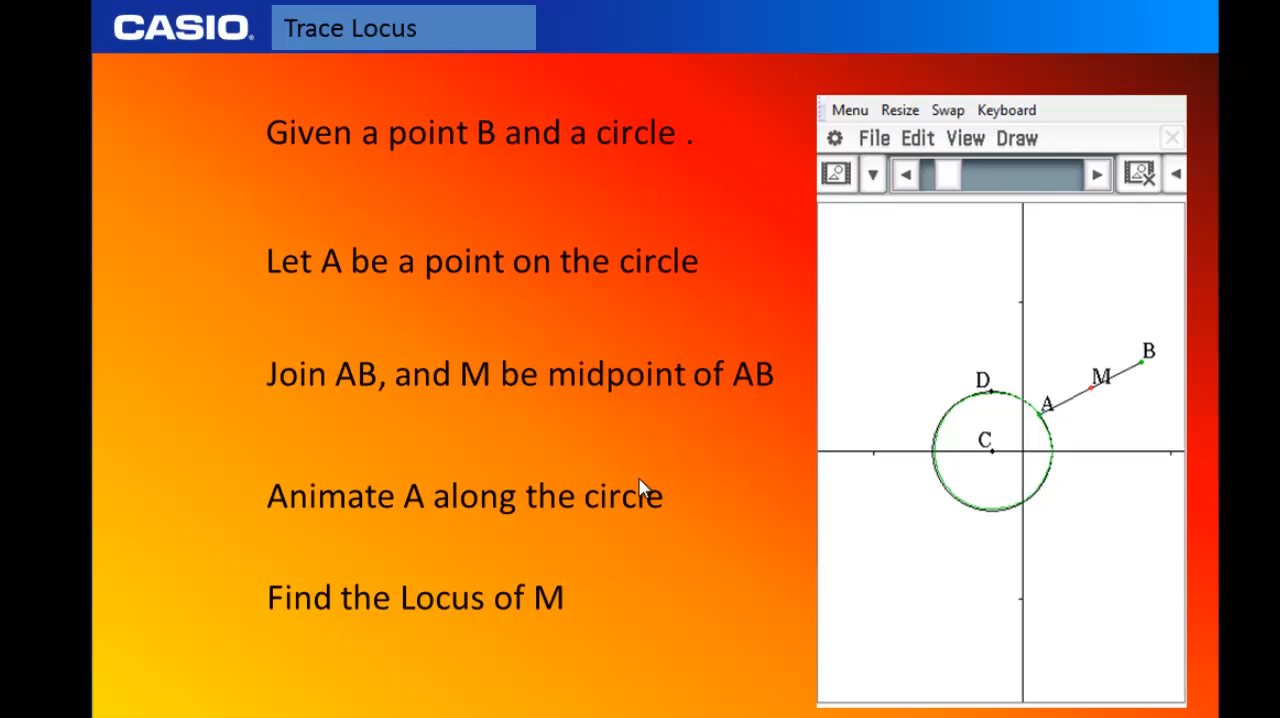 CASIO
Trace Locus
Given a point B and a circle .
Let A be a point on the circle
Join AB, and M be midpoint of AB
Animate A along the circle
Find the Locus of M
Menu Resize Swap Keyboard
File Edit View Draw
B
M
D
A
C